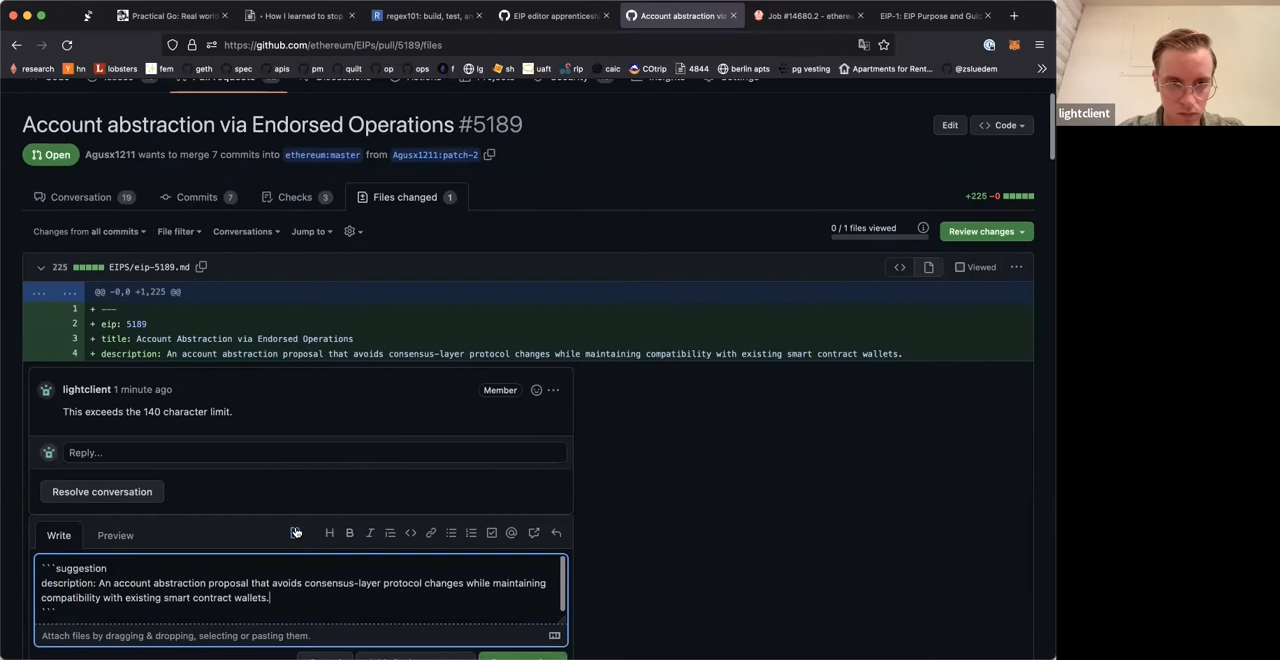 Practical Go: Real worl
· How I learned to stop
regex101: build, test, an
EIP editor apprenticesh
Account abstraction via
Job #14680.2 - ethere
EIP-1: EIP Purpose and Guid
https://github.com/ethereum/EIPs/pull/5189/files
research
hn
lobsters
fem
geth
spec
apis
pm
quilt
op
ops
f
lg
sh
uaft
rlp
caic
COtrip
4844
berlin apts
pg vesting
Apartments for Rent...
@zsluedem
Account abstraction via Endorsed Operations #5189
Edit
<> Code
Open
Agusx1211 wants to merge 7 commits into ethereum:master from Agusx1211:patch-2
Conversation 19
Commits 7
Checks 3
Files changed 1
+225 −0
Changes from all commits
File filter
Conversations
Jump to
0 / 1 files viewed
Review changes
225
EIPS/eip-5189.md
Viewed
@@ -0,0 +1,225 @@
1 + ---
2 + eip: 5189
3 + title: Account Abstraction via Endorsed Operations
4 + description: An account abstraction proposal that avoids consensus-layer protocol changes while maintaining compatibility with existing smart contract wallets.
lightclient 1 minute ago
Member
This exceeds the 140 character limit.
Reply...
Resolve conversation
Write
Preview
```suggestion
description: An account abstraction proposal that avoids consensus-layer protocol changes while maintaining
compatibility with existing smart contract wallets.
```
Attach files by dragging & dropping, selecting or pasting them.
lightclient